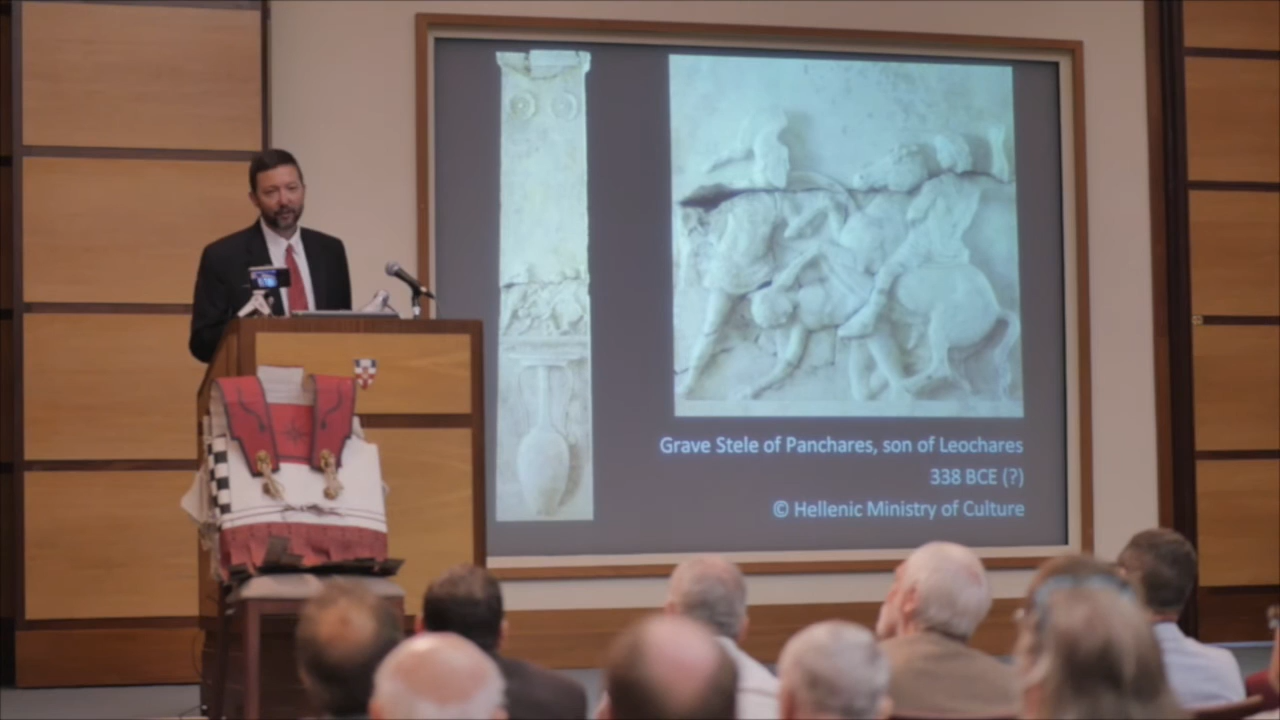 Grave Stele of Panchares, son of Leochares
338 BCE (?)
© Hellenic Ministry of Culture